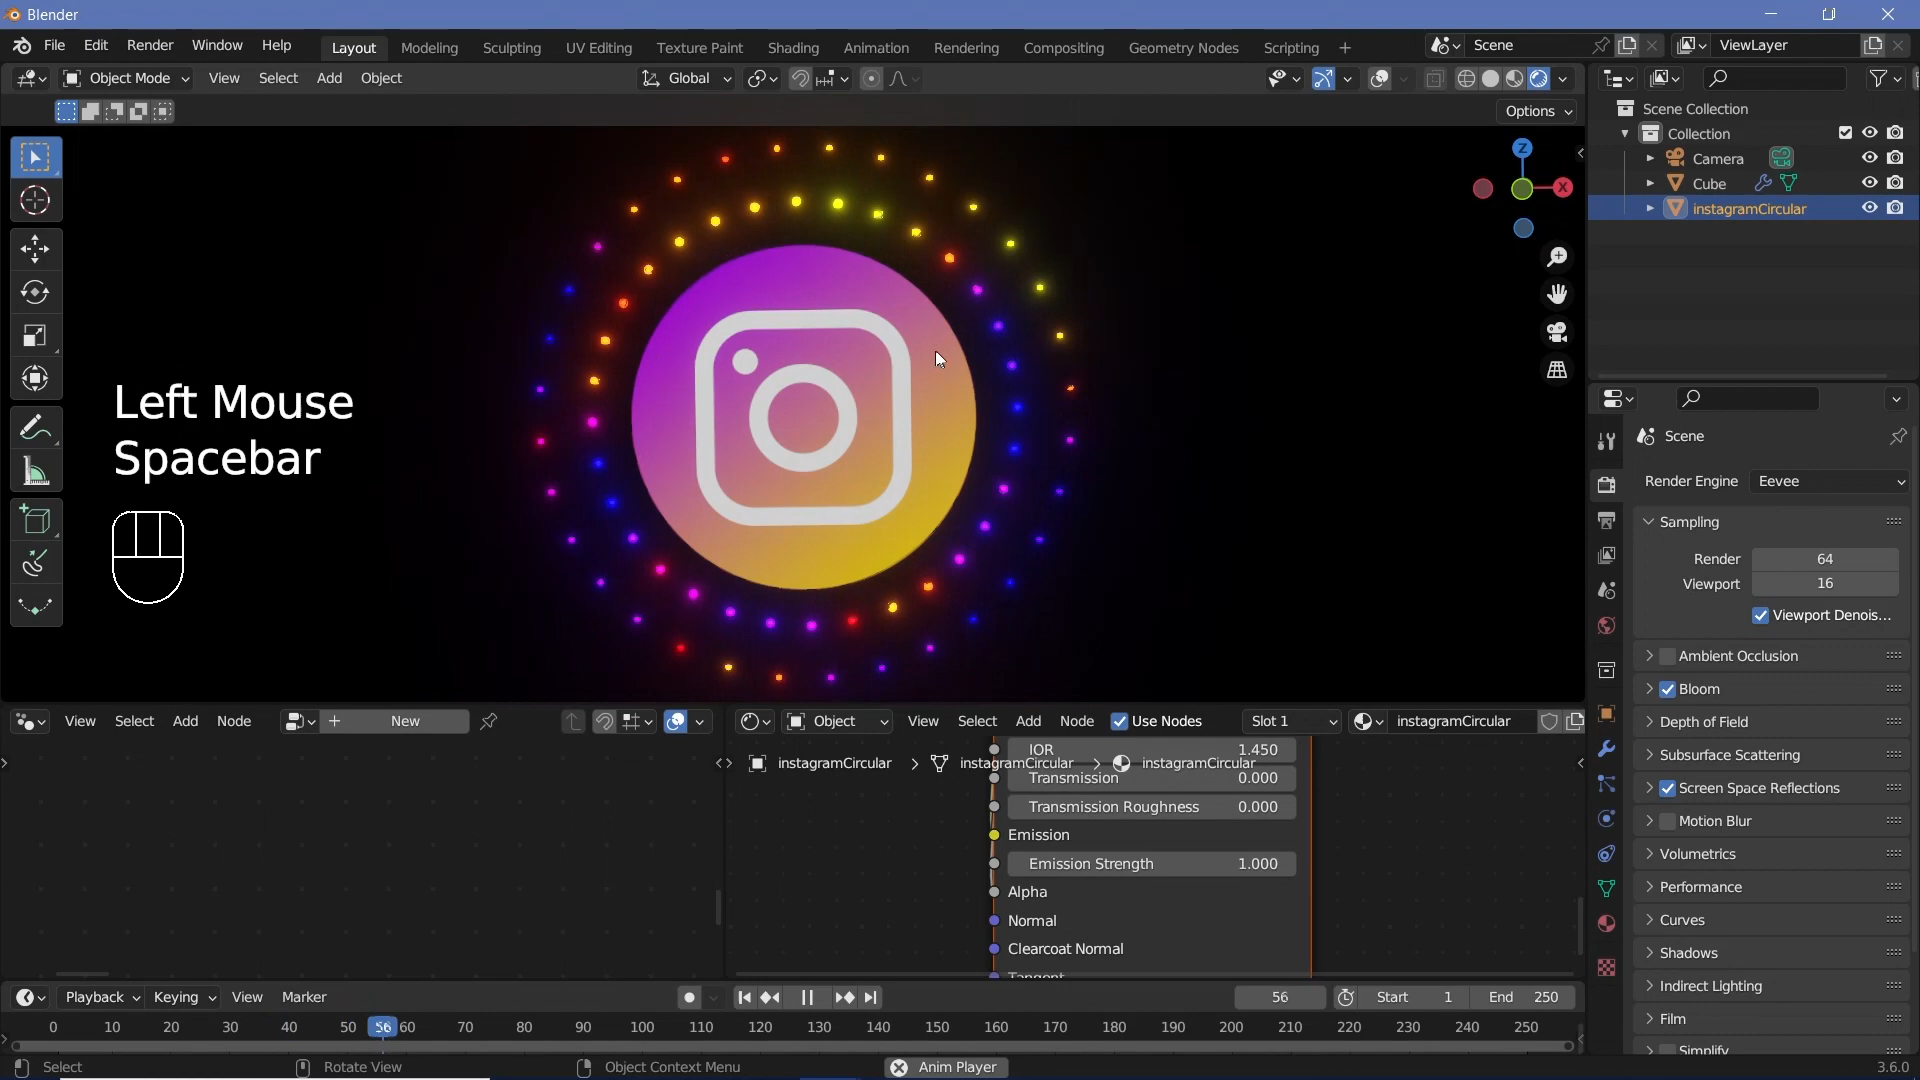 Blender
File Edit Render Window Help
Layout Modeling Sculpting UV Editing Texture Paint Shading Animation Rendering Compositing Geometry Nodes Scripting
Scene
ViewLayer
Object Mode View Select Add Object
Global
Options
Z
X
Scene Collection
Collection
Camera
Cube
instagramCircular
Left Mouse
Spacebar
Scene
Render Engine Eevee
Sampling
Render 64
Viewport 16
Viewport Denois...
Ambient Occlusion
Bloom
Depth of Field
Subsurface Scattering
Screen Space Reflections
Motion Blur
Volumetrics
Performance
Curves
Shadows
Indirect Lighting
Film
Simplify
View Select Add Node
New
Object View Select Add Node Use Nodes Slot 1 instagramCircular
IOR 1.450
instagramCircular > instagramCircular > instagramCircular
Transmission 0.000
Transmission Roughness 0.000
Emission
Emission Strength 1.000
Alpha
Normal
Clearcoat Normal
Tangent
Playback Keying View Marker
56 Start 1 End 250
0 10 20 30 40 50 56 60 70 80 90 100 110 120 130 140 150 160 170 180 190 200 210 220 230 240 250
Select Rotate View Object Context Menu Anim Player 3.6.0